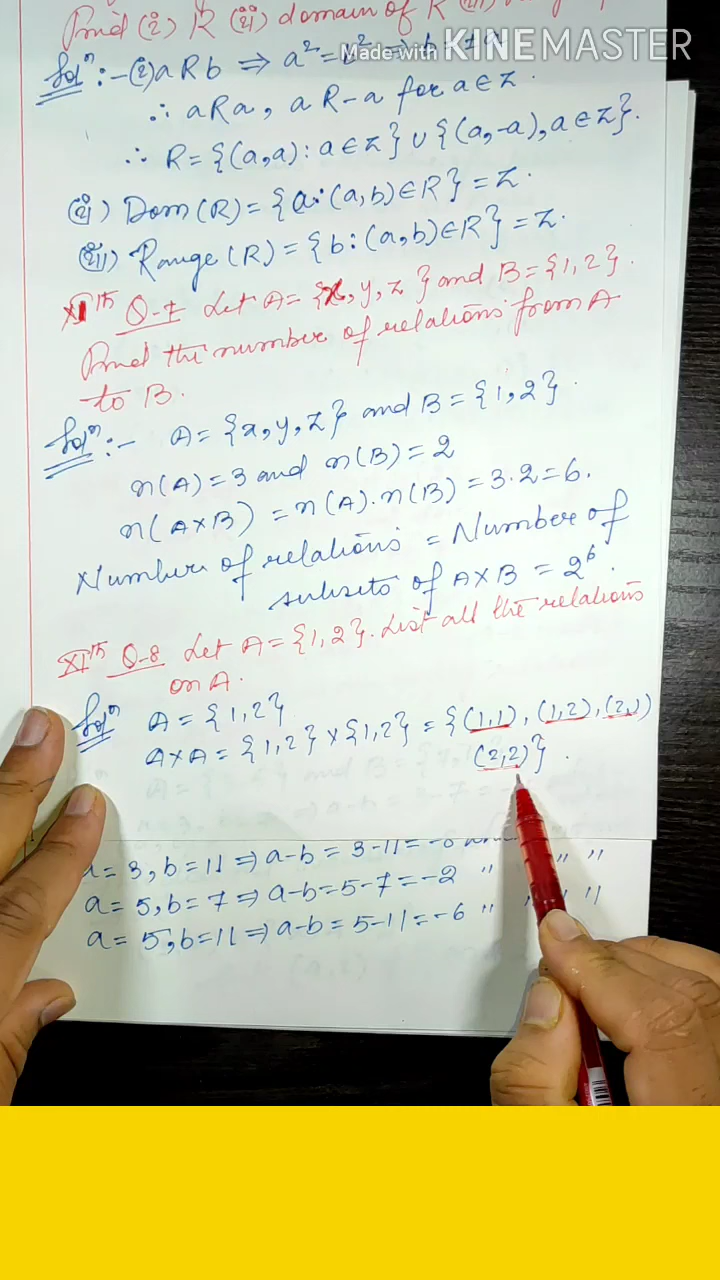 Find (i) R (ii) domain of R (iii)
Made with KINEMASTER
Solⁿ:-(i) aRb ⇒ a² = b² ⇒ b = ±a
∴ aRa, aR-a for a∈Z.
∴ R = {(a,a): a∈Z} ∪ {(a,-a), a∈Z}.
(ii) Dom(R) = {a: (a,b)∈R} = Z.
(iii) Range(R) = {b: (a,b)∈R} = Z.
XIth Q-7 Let A = {x, y, z} and B = {1, 2}.
Find the number of relations from A
to B.
Solⁿ:- A = {x, y, z} and B = {1, 2}.
n(A) = 3 and n(B) = 2
n(A×B) = n(A).n(B) = 3.2 = 6.
Number of relations = Number of
subsets of A×B = 2⁶.
XIth Q-8 Let A = {1,2}. List all the relations
on A.
Solⁿ A = {1,2}
A×A = {1,2} × {1,2} = {(1,1), (1,2), (2,1)
(2,2)}.
a = 3, b = 11 ⇒ a-b = 3-11 =
a = 5, b = 7 ⇒ a-b = 5-7 = -2 " " " "
a = 5, b = 11 ⇒ a-b = 5-11 = -6 " " " "